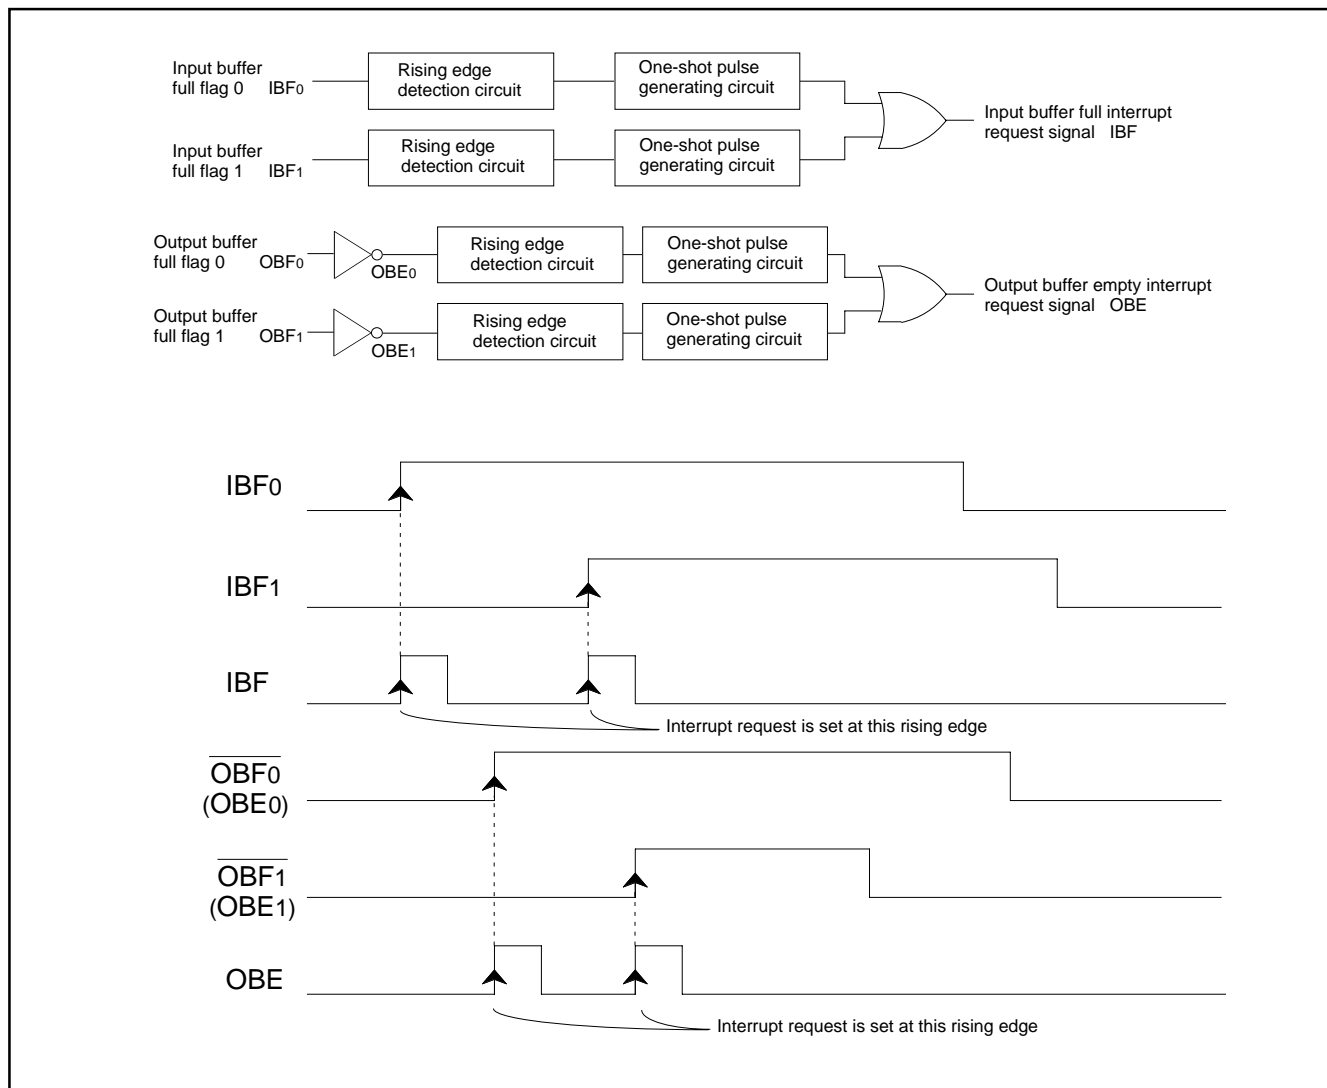 Input buffer
full flag 0 IBF0
Rising edge
detection circuit
One-shot pulse
generating circuit
Input buffer full interrupt
request signal IBF
Input buffer
full flag 1 IBF1
Rising edge
detection circuit
One-shot pulse
generating circuit
Output buffer
full flag 0 OBF0
OBE0
Rising edge
detection circuit
One-shot pulse
generating circuit
Output buffer empty interrupt
request signal OBE
Output buffer
full flag 1 OBF1
OBE1
Rising edge
detection circuit
One-shot pulse
generating circuit
IBF0
IBF1
IBF
Interrupt request is set at this rising edge
OBF0
(OBE0)
OBF1
(OBE1)
OBE
Interrupt request is set at this rising edge